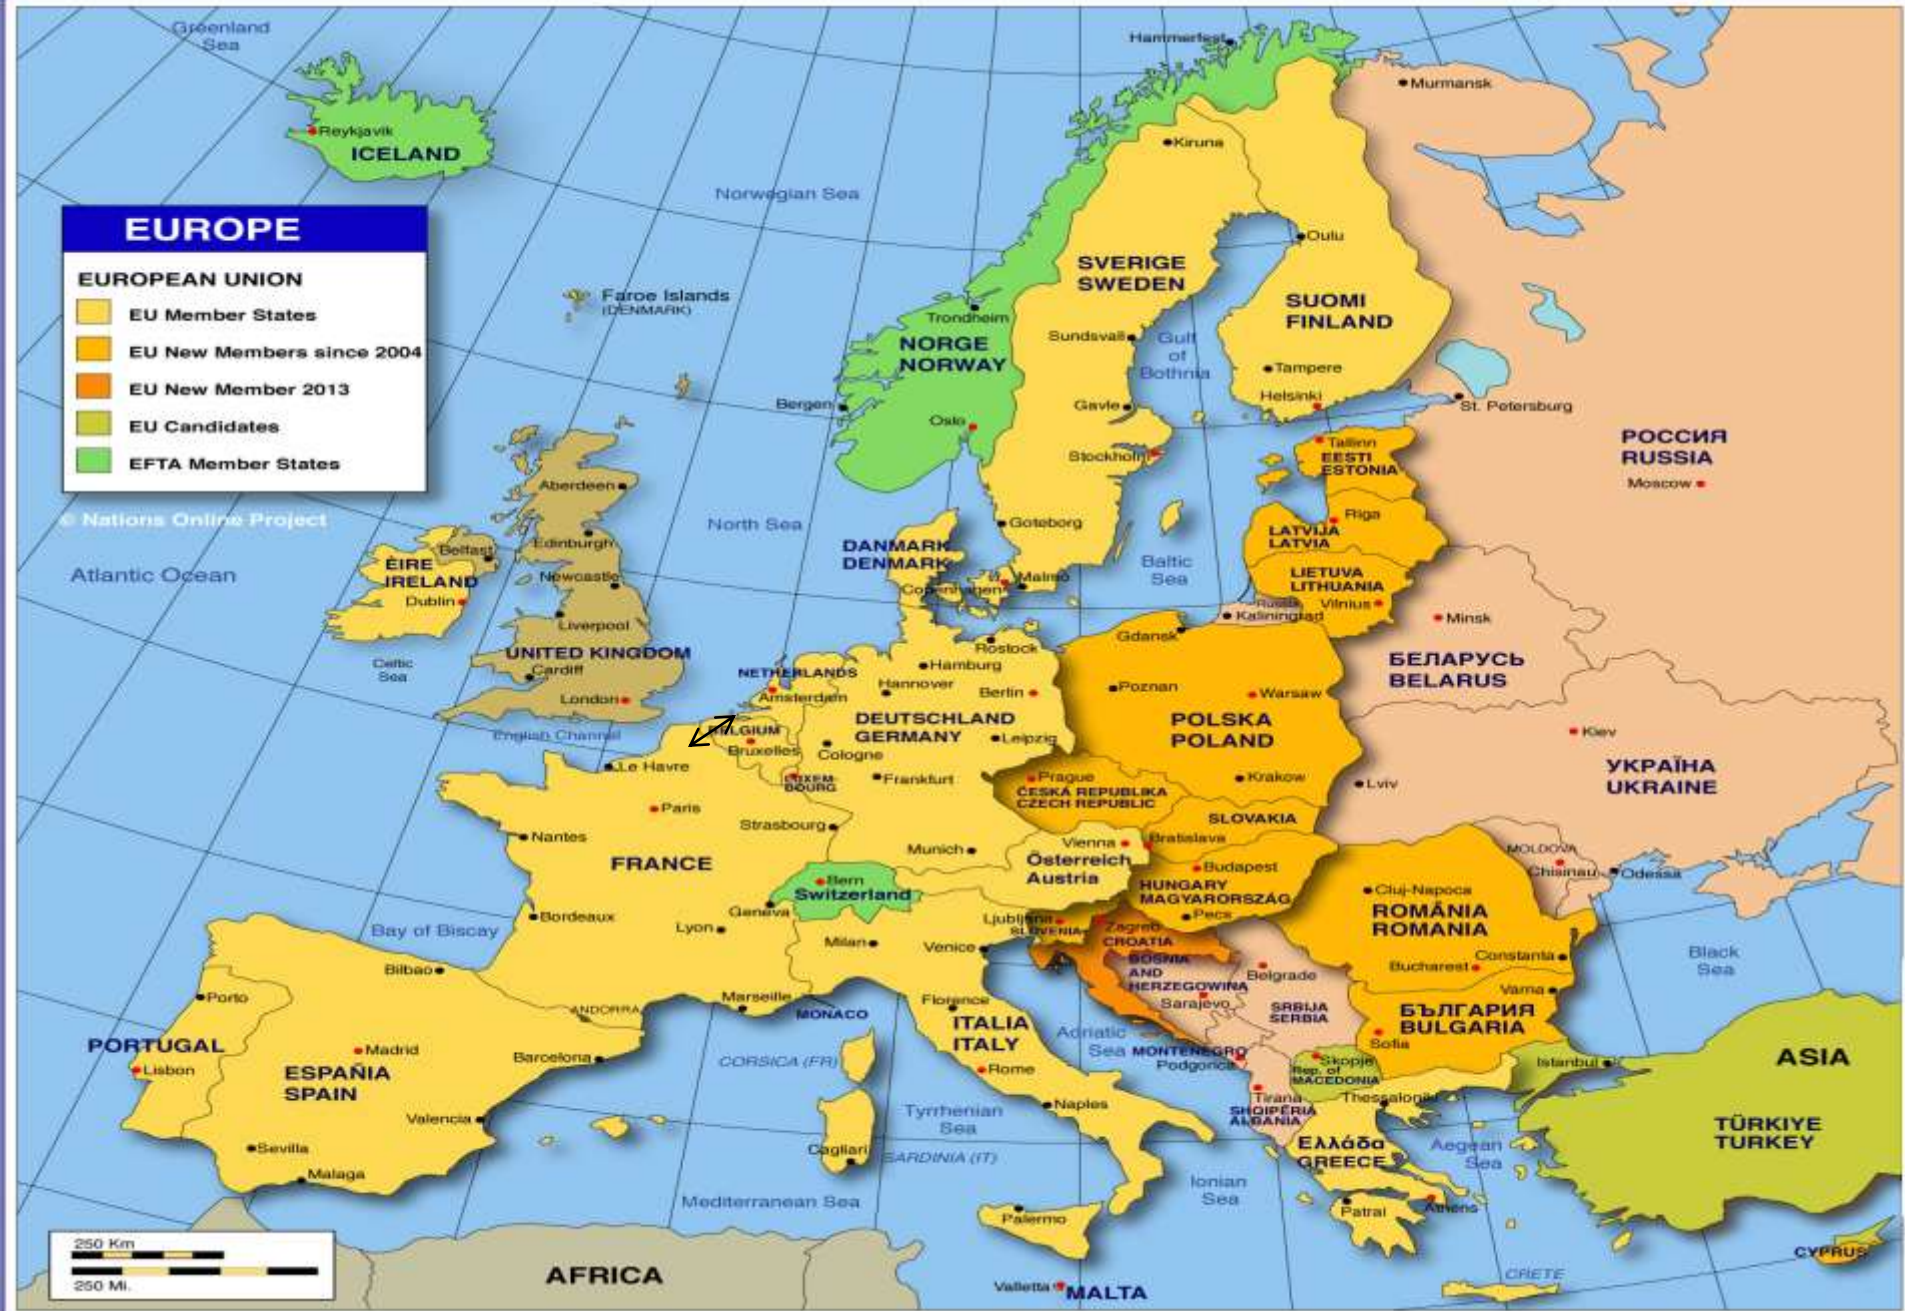 Greenland
Sea
Hammerfest
Murmansk
Reykjavik
ICELAND
Kiruna
Norwegian Sea
EUROPE
EUROPEAN UNION
EU Member States
EU New Members since 2004
EU New Member 2013
EU Candidates
EFTA Member States
© Nations Online Project
Oulu
SVERIGE
SWEDEN
SUOMI
FINLAND
Faroe Islands
(DENMARK)
Trondheim
NORGE
NORWAY
Sundsvall
Gulf
of
Bothnia
Tampere
Helsinki
Bergen
Gavle
St. Petersburg
Oslo
Stockholm
Tallinn
EESTI
ESTONIA
РОССИЯ
RUSSIA
Moscow
Aberdeen
North Sea
Goteborg
Riga
LATVIJA
LATVIA
Edinburgh
Belfast
ÈIRE
IRELAND
Dublin
Atlantic Ocean
Newcastle
DANMARK
DENMARK
Copenhagen
Malmö
Baltic
Sea
LIETUVA
LITHUANIA
Vilnius
Russia
Kaliningrad
Minsk
Liverpool
UNITED KINGDOM
Cardiff
London
Celtic
Sea
English Channel
Gdansk
Rostock
Hamburg
NETHERLANDS
Amsterdam
Hannover
Berlin
Poznan
Warsaw
БЕЛАРУСЬ
BELARUS
DEUTSCHLAND
GERMANY
Leipzig
POLSKA
POLAND
Kiev
BELGIUM
Bruxelles
Cologne
Le Havre
LUXEM-
BOURG
Frankfurt
Prague
ČESKÁ REPUBLIKA
CZECH REPUBLIC
Krakow
Lviv
УКРАЇНА
UKRAINE
Paris
Strasbourg
Nantes
SLOVAKIA
Munich
Vienna
Bratislava
MOLDOVA
Chisinau
Odessa
FRANCE
Österreich
Austria
Budapest
HUNGARY
MAGYARORSZÁG
Pecs
Bern
Switzerland
Geneva
Cluj-Napoca
ROMÂNIA
ROMANIA
Bordeaux
Lyon
Bay of Biscay
Milan
Venice
Ljubljana
SLOVENIA
Zagreb
CROATIA
Constanta
Bucharest
Black
Sea
Bilbao
BOSNIA
AND
HERZEGOWINA
Sarajevo
Belgrade
SRBIJA
SERBIA
Varna
БЪЛГАРИЯ
BULGARIA
Sofia
Porto
ANDORRA
Marseille
MONACO
Florence
ITALIA
ITALY
Adriatic
Sea
MONTENEGRO
Podgorica
Skopje
Rep. of
MACEDONIA
Istanbul
ASIA
PORTUGAL
Lisbon
Madrid
ESPAÑIA
SPAIN
Barcelona
CORSICA (FR)
Rome
Naples
Tirana
SHQIPËRIA
ALBANIA
Thessaloniki
Valencia
Tyrrhenian
Sea
TÜRKIYE
TURKEY
Sevilla
Malaga
Cagliari
SARDINIA (IT)
Ελλάδα
GREECE
Aegean
Sea
Ionian
Sea
Mediterranean Sea
Palermo
Patrai
Athens
250 Km
250 Mi.
AFRICA
Valletta
MALTA
CRETE
CYPRUS